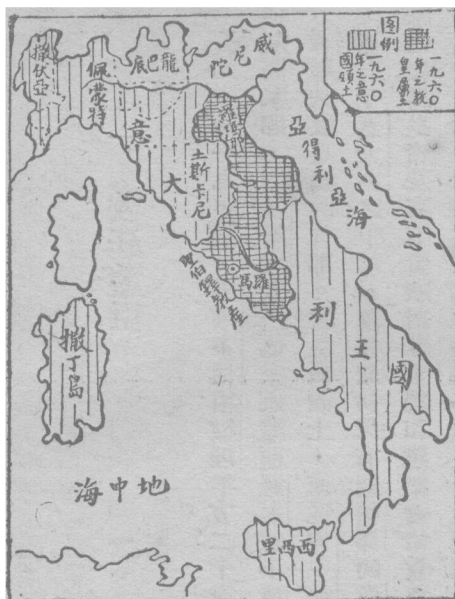 图例
一九六〇
年之教
皇屬土
一九六〇
年之意
國領土
威尼陀
龍巴底
佩蒙特
撒伏亞
亞得利亞海
意大利王國
土斯卡尼
羅馬
聖伯鐸教產
撒丁岛
地中海
西西里